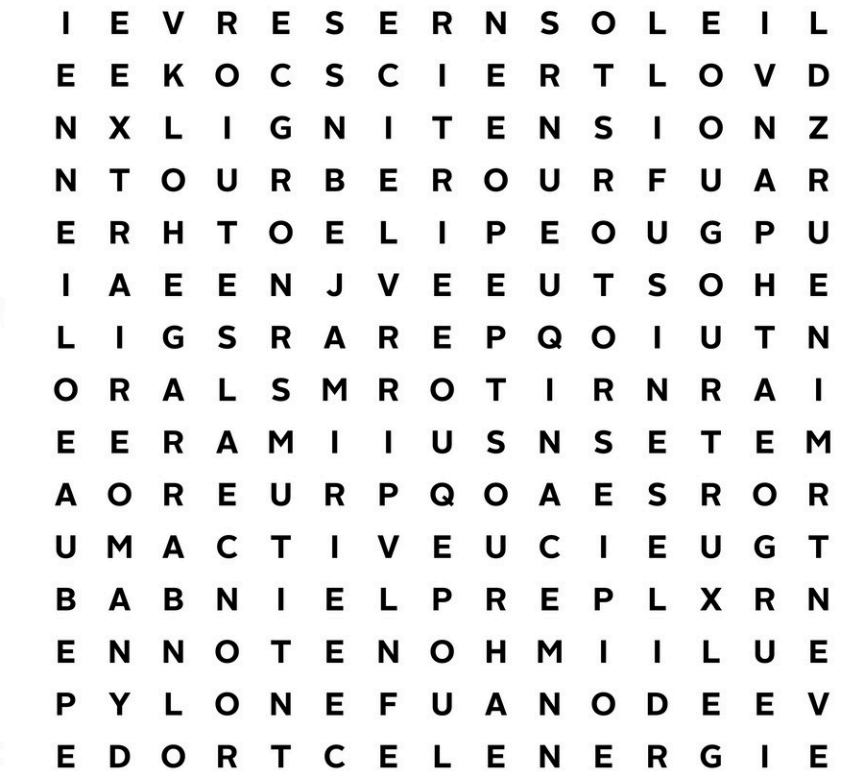 I E V R E S E R N S O L E I L
E E K O C S C I E R T L O V D
N X L I G N I T E N S I O N Z
N T O U R B E R O U R F U A R
E R H T O E L I P E O U G P U
I A E E N J V E E U T S O H E
L I G S R A R E P Q O I U T N
O R A L S M R O T I R N R A I
E E R A M I I U S N S E T E M
A O R E U R P Q O A E S R O R
U M A C T I V E U C I E U G T
B A B N I E L P R E P L X R N
E N N O T E N O H M I I L U E
P Y L O N E F U A N O D E E V
E D O R T C E L E N E R G I E